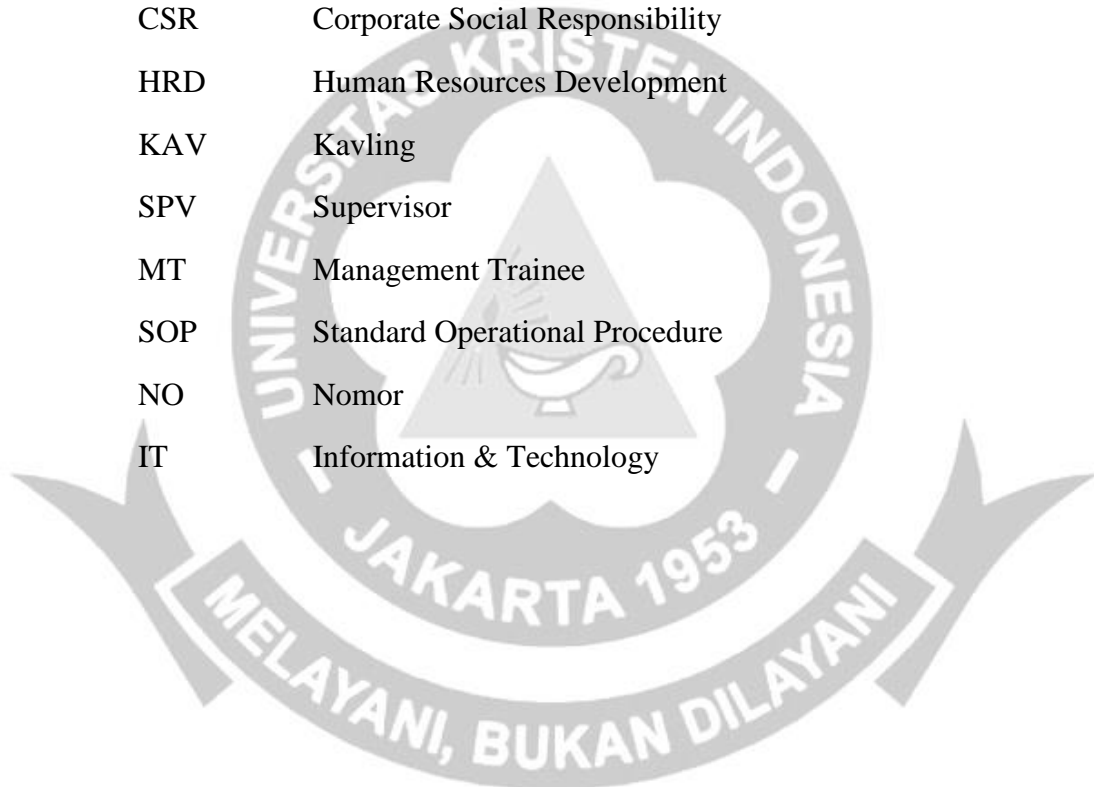 CSR Corporate Social Responsibility
HRD Human Resources Development
KAV Kavling
SPV Supervisor
MT Management Trainee
SOP Standard Operational Procedure
NO Nomor
IT Information & Technology
UNIVERSITAS KRISTEN INDONESIA
JAKARTA 1953
MELAYANI, BUKAN DILAYANI